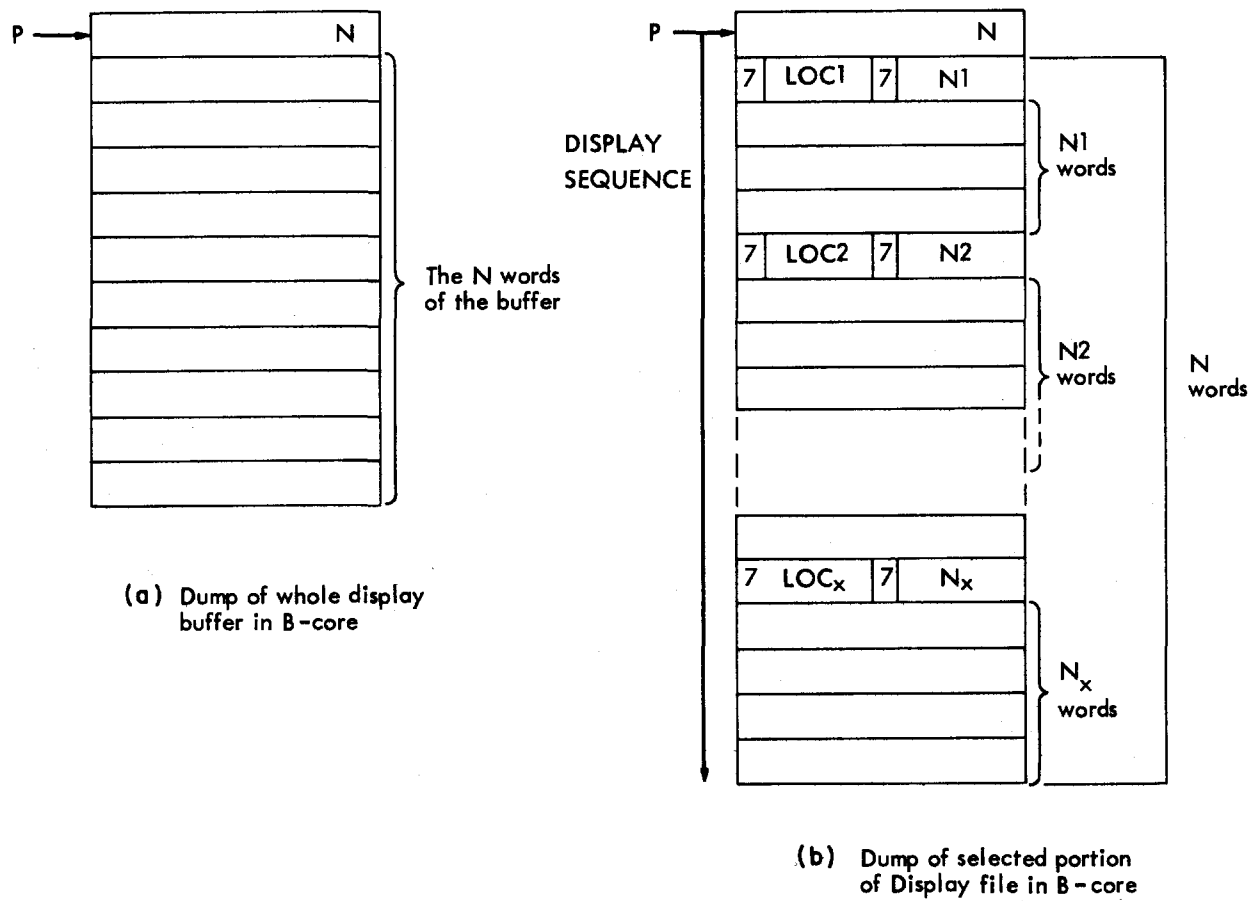 P
N
The N words
of the buffer
(a) Dump of whole display
buffer in B-core
P
N
7 LOC1 7 N1
DISPLAY
SEQUENCE
N1
words
7 LOC2 7 N2
N2
words
N
words
7 LOCx 7 Nx
Nx
words
(b) Dump of selected portion
of Display file in B-core